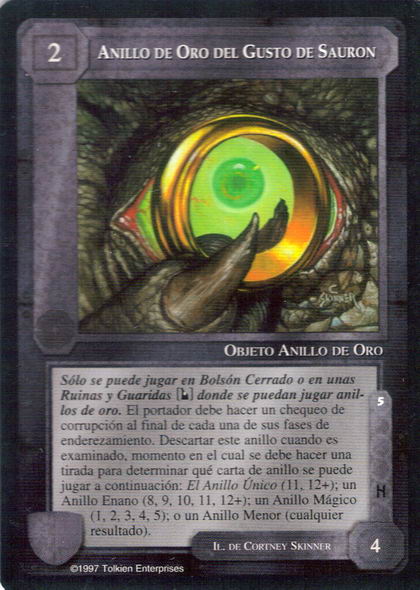 2
ANILLO DE ORO DEL GUSTO DE SAURON
C
SKINNER
OBJETO ANILLO DE ORO
Sólo se puede jugar en Bolsón Cerrado o en unas
Ruinas y Guaridas [] donde se puedan jugar anil-
los de oro. El portador debe hacer un chequeo de
corrupción al final de cada una de sus fases de
enderezamiento. Descartar este anillo cuando es
examinado, momento en el cual se debe hacer una
tirada para determinar qué carta de anillo se puede
jugar a continuación: El Anillo Único (11, 12+); un
Anillo Enano (8, 9, 10, 11, 12+); un Anillo Mágico
(1, 2, 3, 4, 5); o un Anillo Menor (cualquier
resultado).
5
H
IL. DE CORTNEY SKINNER
4
©1997 Tolkien Enterprises